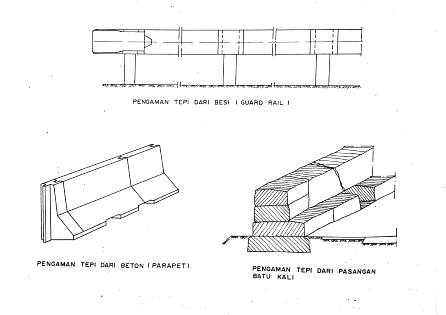 PENGAMAN TEPI DARI BESI ( GUARD RAIL )
PENGAMAN TEPI DARI BETON ( PARAPET )
PENGAMAN TEPI DARI PASANGAN
BATU KALI